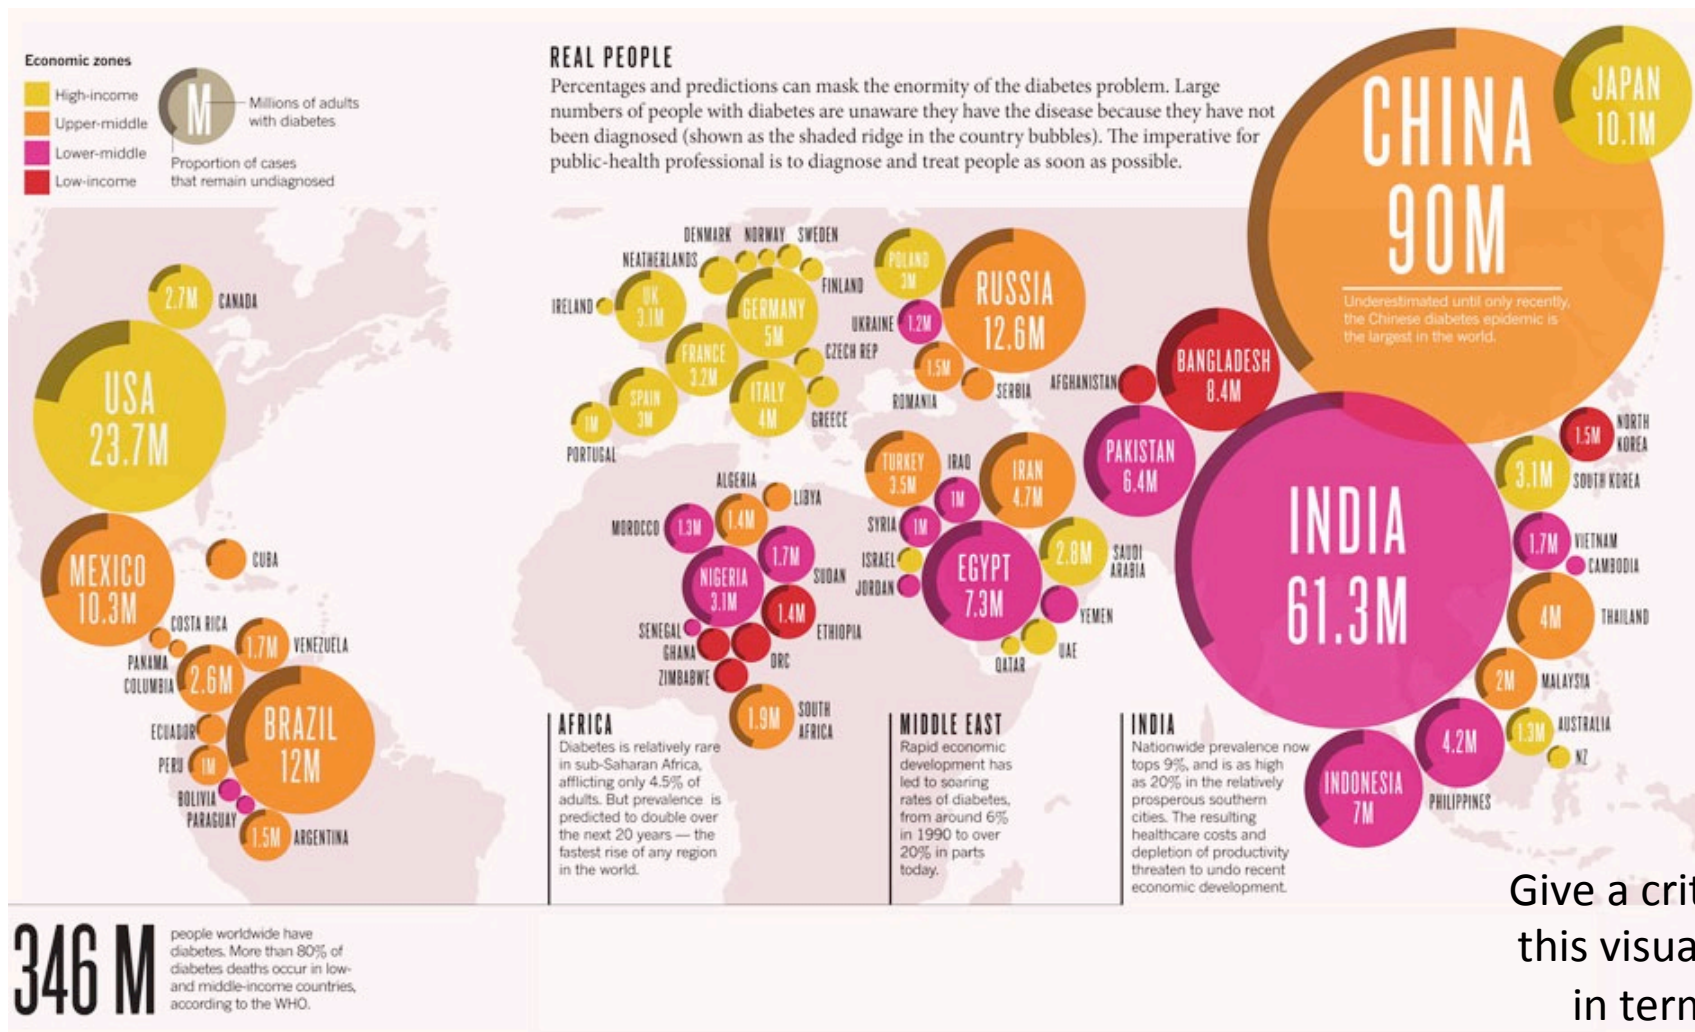 Economic zones
High-income
Upper-middle
Lower-middle
Low-income
M
Millions of adults
with diabetes
Proportion of cases
that remain undiagnosed
REAL PEOPLE
Percentages and predictions can mask the enormity of the diabetes problem. Large
numbers of people with diabetes are unaware they have the disease because they have not
been diagnosed (shown as the shaded ridge in the country bubbles). The imperative for
public-health professional is to diagnose and treat people as soon as possible.
CHINA
90M
Underestimated until only recently,
the Chinese diabetes epidemic is
the largest in the world.
JAPAN
10.1M
2.7M
CANADA
USA
23.7M
MEXICO
10.3M
CUBA
COSTA RICA
PANAMA
1.7M
VENEZUELA
COLUMBIA
2.6M
BRAZIL
12M
ECUADOR
PERU
1M
BOLIVIA
PARAGUAY
1.5M
ARGENTINA
DENMARK
NORWAY
SWEDEN
NEATHERLANDS
FINLAND
IRELAND
UK
3.1M
GERMANY
5M
FRANCE
3.2M
CZECH REP
SPAIN
3M
ITALY
4M
GREECE
1M
PORTUGAL
POLAND
3M
RUSSIA
12.6M
UKRAINE
1.2M
1.5M
ROMANIA
SERBIA
AFGHANISTAN
BANGLADESH
8.4M
PAKISTAN
6.4M
TURKEY
3.5M
IRAQ
1M
IRAN
4.7M
SYRIA
1M
ISRAEL
JORDAN
EGYPT
7.3M
2.8M
SAUDI
ARABIA
YEMEN
QATAR
UAE
ALGERIA
1.4M
LIBYA
MOROCCO
1.3M
1.7M
SUDAN
NIGERIA
3.1M
1.4M
ETHIOPIA
SENEGAL
GHANA
DRC
ZIMBABWE
1.9M
SOUTH
AFRICA
INDIA
61.3M
1.5M
NORTH
KOREA
3.1M
SOUTH KOREA
1.7M
VIETNAM
CAMBODIA
4M
THAILAND
2M
MALAYSIA
1.3M
AUSTRALIA
NZ
4.2M
PHILIPPINES
INDONESIA
7M
AFRICA
Diabetes is relatively rare
in sub-Saharan Africa,
afflicting only 4.5% of
adults. But prevalence is
predicted to double over
the next 20 years — the
fastest rise of any region
in the world.
MIDDLE EAST
Rapid economic
development has
led to soaring
rates of diabetes,
from around 6%
in 1990 to over
20% in parts
today.
INDIA
Nationwide prevalence now
tops 9%, and is as high
as 20% in the relatively
prosperous southern
cities. The resulting
healthcare costs and
depletion of productivity
threaten to undo recent
economic development.
346 M
people worldwide have
diabetes. More than 80% of
diabetes deaths occur in low-
and middle-income countries,
according to the WHO.
Give a
this
in